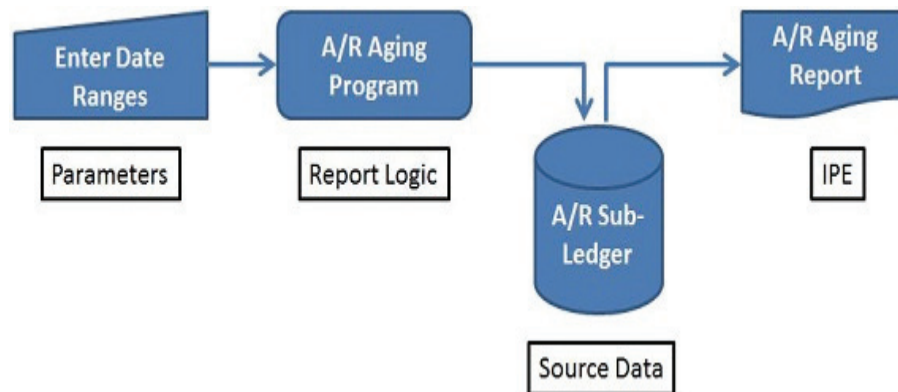 Enter Date
Ranges
Parameters
A/R Aging
Program
Report Logic
A/R Sub-
Ledger
Source Data
A/R Aging
Report
IPE